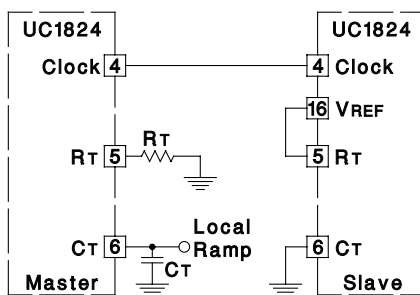 UC1824 UC1824
Clock 4 4 Clock
16 VREF
RT 5 RT 5 RT
CT 6 Local Ramp 6 CT
CT
Master Slave